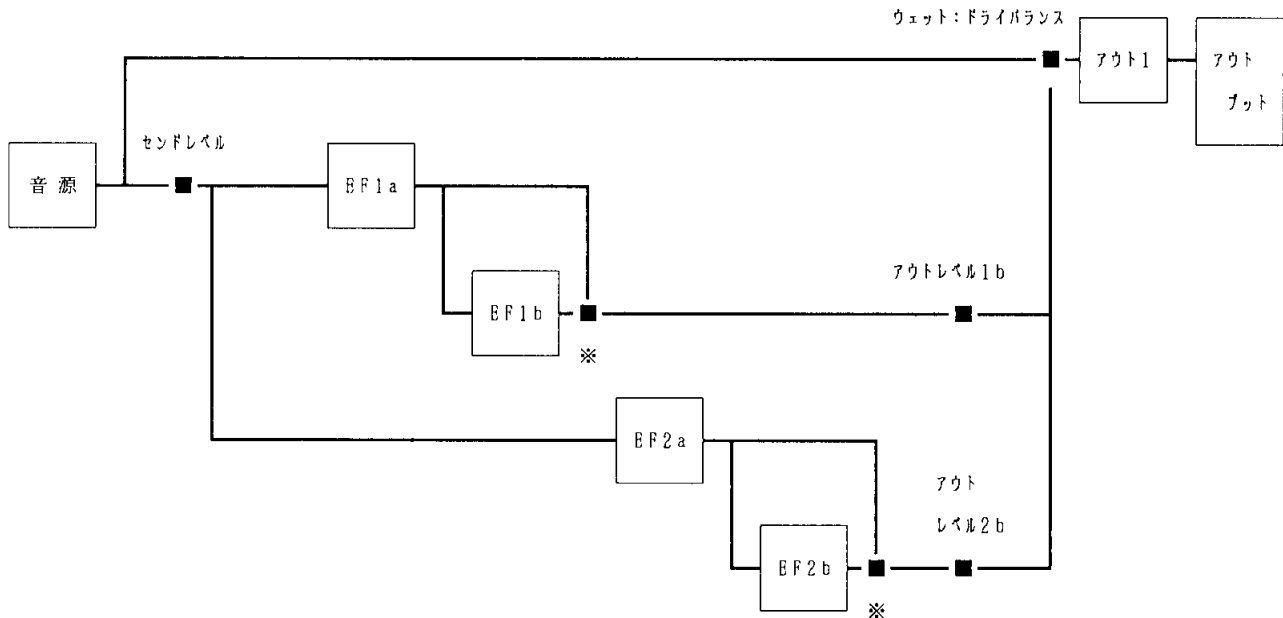 ウェット:ドライバランス
アウト1
アウト
プット
センドレベル
音源
EF1a
アウトレベル1b
EF1b
※
EF2a
アウト
レベル2b
EF2b
※